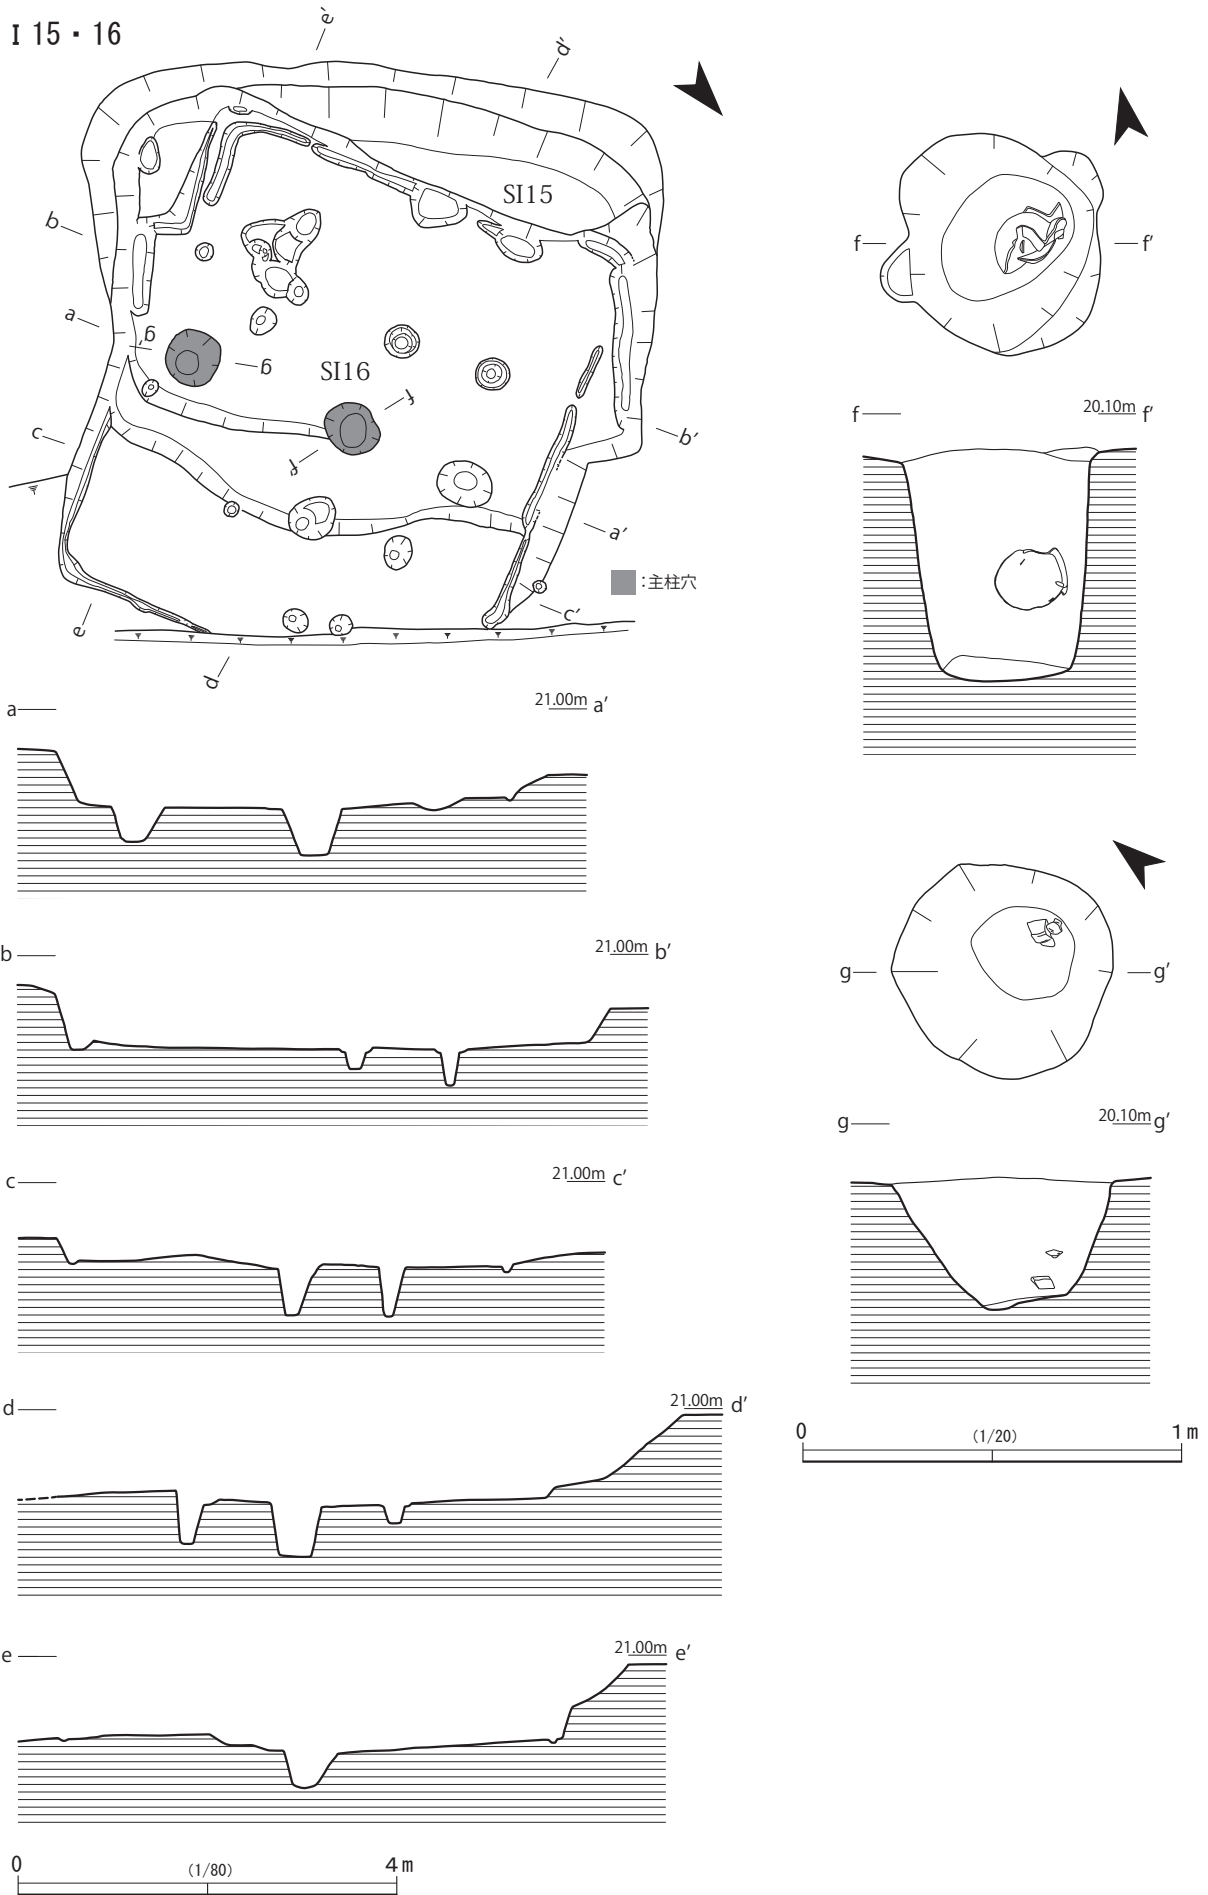 I 15・16
e′
d′
SI15
b
a
g′
g
SI16
f
f′
b′
c
a′
:主柱穴
c′
e
d
f f′
f 20.10m f′
a 21.00m a′
b 21.00m b′
c 21.00m c′
d 21.00m d′
e 21.00m e′
0 (1/80) 4m
g g′
g 20.10m g′
0 (1/20) 1m